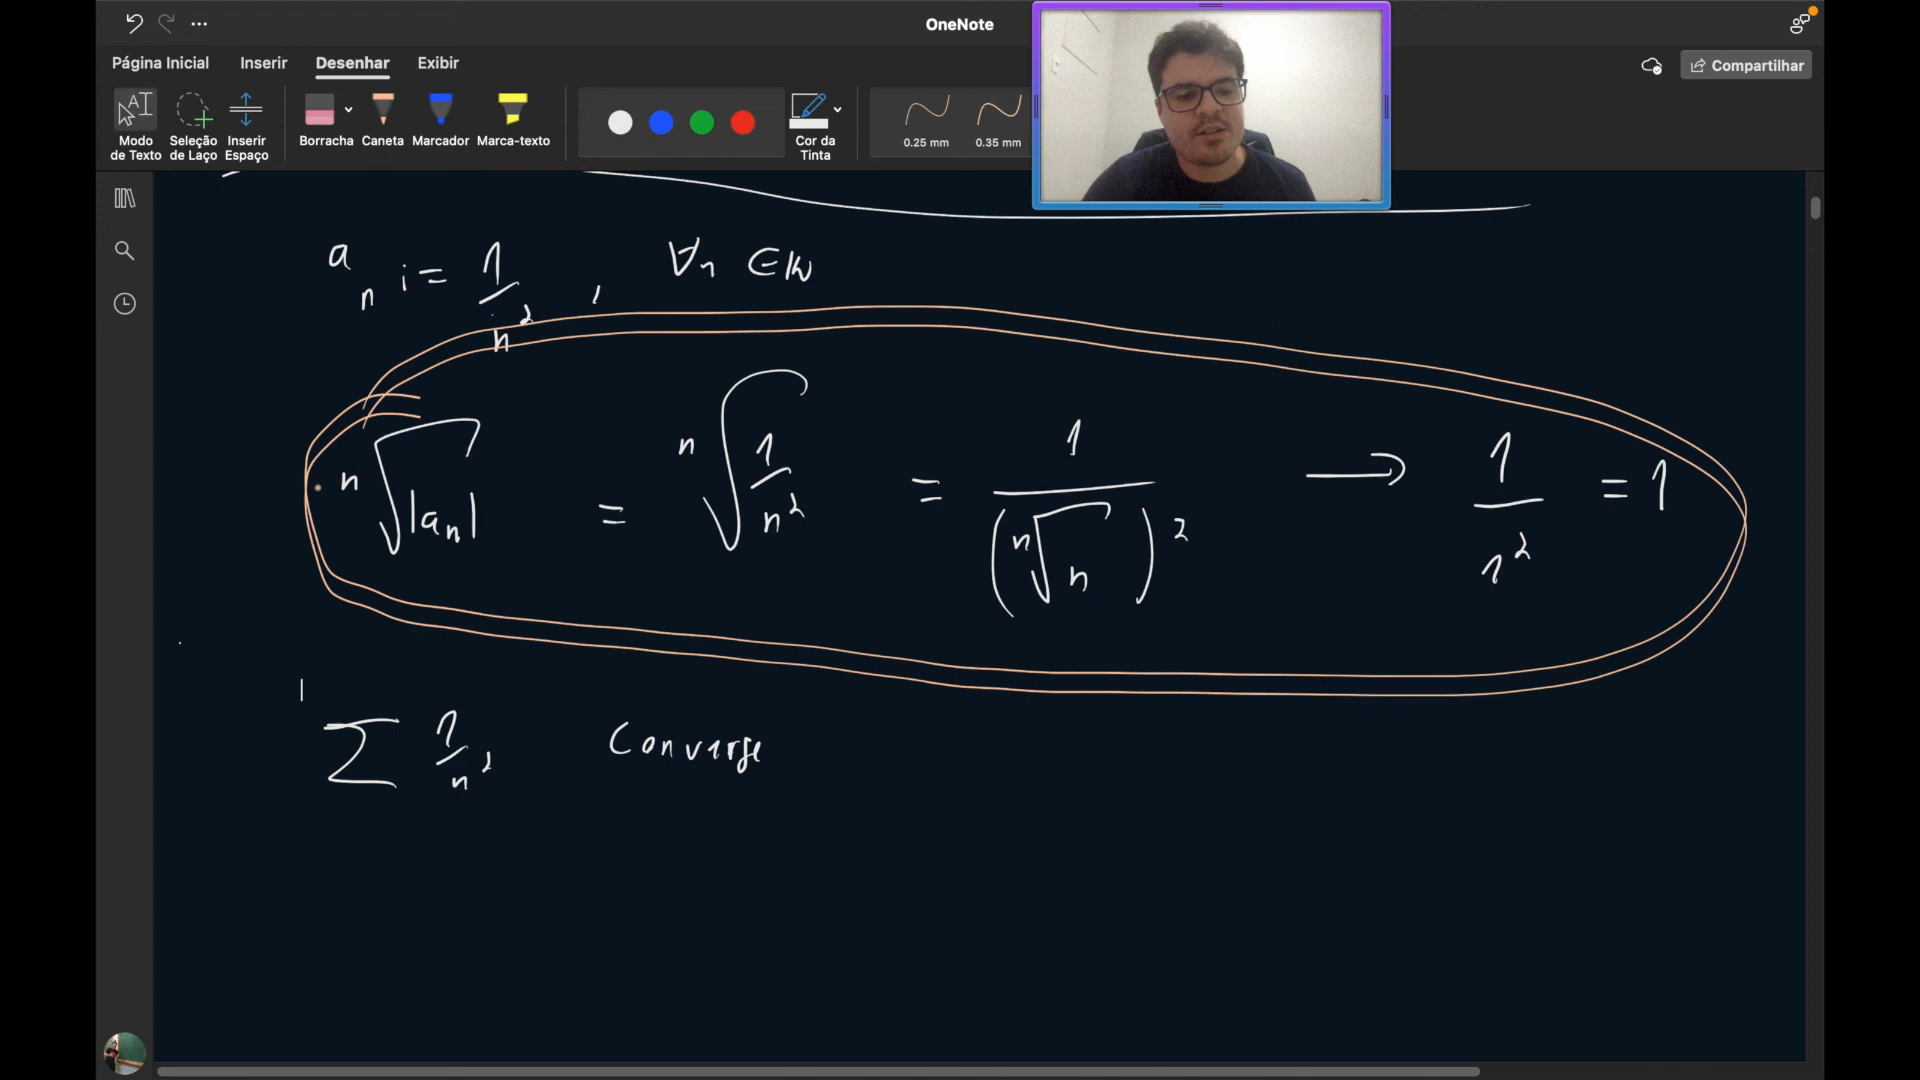 OneNote
Página Inicial Inserir Desenhar Exibir
Compartilhar
Modo de Texto
Seleção de Laço
Inserir Espaço
Borracha
Caneta
Marcador
Marca-texto
Cor da Tinta
0.25 mm
0.35 mm
a_n := 1/n², ∀n ∈ ℕ
ⁿ√|a_n| = ⁿ√(1/n²) = 1/(ⁿ√n)² → 1/1² = 1
∑ 1/n² Converge